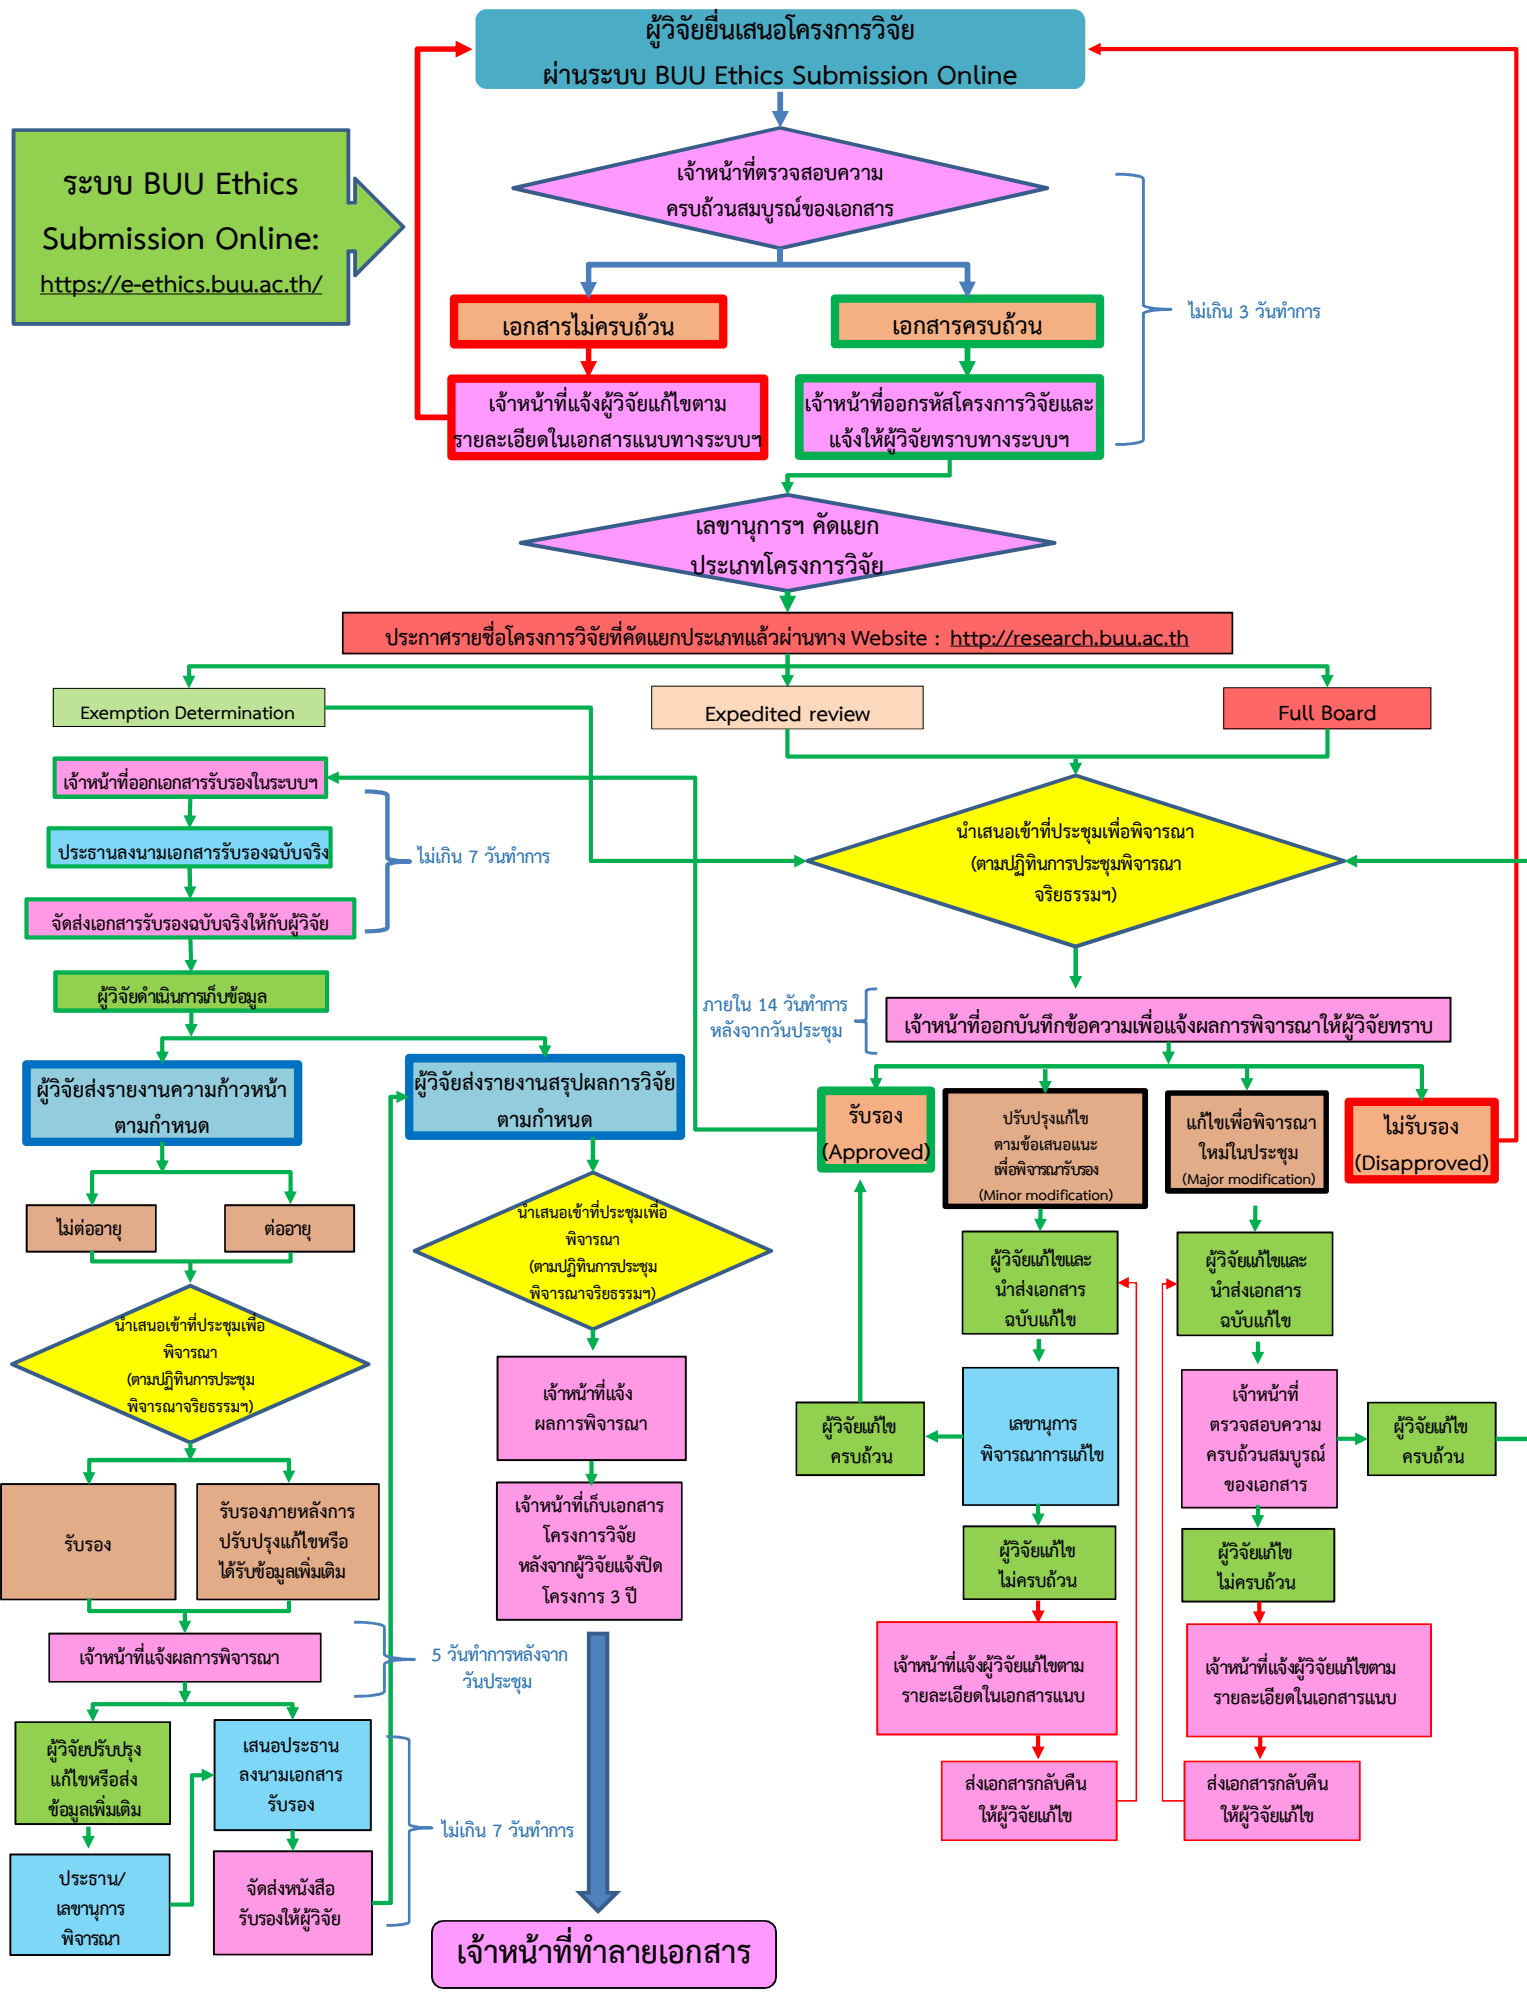 ผู้วิจัยยื่นเสนอโครงการวิจัย
ผ่านระบบ BUU Ethics Submission Online
ระบบ BUU Ethics
Submission Online:
https://e-ethics.buu.ac.th/
เจ้าหน้าที่ตรวจสอบความ
ครบถ้วนสมบูรณ์ของเอกสาร
เอกสารไม่ครบถ้วน
เอกสารครบถ้วน
ไม่เกิน 3 วันทำการ
เจ้าหน้าที่แจ้งผู้วิจัยแก้ไขตาม
รายละเอียดในเอกสารแนบทางระบบฯ
เจ้าหน้าที่ออกรหัสโครงการวิจัยและ
แจ้งให้ผู้วิจัยทราบทางระบบฯ
เลขานุการฯ คัดแยก
ประเภทโครงการวิจัย
ประกาศรายชื่อโครงการวิจัยที่คัดแยกประเภทแล้วผ่านทาง Website : http://research.buu.ac.th
Exemption Determination
Expedited review
Full Board
เจ้าหน้าที่ออกเอกสารรับรองในระบบฯ
ประธานลงนามเอกสารรับรองฉบับจริง
จัดส่งเอกสารรับรองฉบับจริงให้กับผู้วิจัย
ไม่เกิน 7 วันทำการ
ผู้วิจัยดำเนินการเก็บข้อมูล
นำเสนอเข้าที่ประชุมเพื่อพิจารณา
(ตามปฏิทินการประชุมพิจารณา
จริยธรรมฯ)
ภายใน 14 วันทำการ
หลังจากวันประชุม
เจ้าหน้าที่ออกบันทึกข้อความเพื่อแจ้งผลการพิจารณาให้ผู้วิจัยทราบ
ผู้วิจัยส่งรายงานความก้าวหน้า
ตามกำหนด
ผู้วิจัยส่งรายงานสรุปผลการวิจัย
ตามกำหนด
รับรอง
(Approved)
ปรับปรุงแก้ไข
ตามข้อเสนอแนะ
เพื่อพิจารณารับรอง
(Minor modification)
แก้ไขเพื่อพิจารณา
ใหม่ในประชุม
(Major modification)
ไม่รับรอง
(Disapproved)
ไม่ต่ออายุ
ต่ออายุ
นำเสนอเข้าที่ประชุมเพื่อ
พิจารณา
(ตามปฏิทินการประชุม
พิจารณาจริยธรรมฯ)
นำเสนอเข้าที่ประชุมเพื่อ
พิจารณา
(ตามปฏิทินการประชุม
พิจารณาจริยธรรมฯ)
ผู้วิจัยแก้ไขและ
นำส่งเอกสาร
ฉบับแก้ไข
ผู้วิจัยแก้ไขและ
นำส่งเอกสาร
ฉบับแก้ไข
เจ้าหน้าที่แจ้ง
ผลการพิจารณา
ผู้วิจัยแก้ไข
ครบถ้วน
เลขานุการ
พิจารณาการแก้ไข
เจ้าหน้าที่
ตรวจสอบความ
ครบถ้วนสมบูรณ์
ของเอกสาร
ผู้วิจัยแก้ไข
ครบถ้วน
รับรอง
รับรองภายหลังการ
ปรับปรุงแก้ไขหรือ
ได้รับข้อมูลเพิ่มเติม
เจ้าหน้าที่เก็บเอกสาร
โครงการวิจัย
หลังจากผู้วิจัยแจ้งปิด
โครงการ 3 ปี
ผู้วิจัยแก้ไข
ไม่ครบถ้วน
ผู้วิจัยแก้ไข
ไม่ครบถ้วน
เจ้าหน้าที่แจ้งผลการพิจารณา
5 วันทำการหลังจาก
วันประชุม
เจ้าหน้าที่แจ้งผู้วิจัยแก้ไขตาม
รายละเอียดในเอกสารแนบ
เจ้าหน้าที่แจ้งผู้วิจัยแก้ไขตาม
รายละเอียดในเอกสารแนบ
ผู้วิจัยปรับปรุง
แก้ไขหรือส่ง
ข้อมูลเพิ่มเติม
เสนอประธาน
ลงนามเอกสาร
รับรอง
ไม่เกิน 7 วันทำการ
ส่งเอกสารกลับคืน
ให้ผู้วิจัยแก้ไข
ส่งเอกสารกลับคืน
ให้ผู้วิจัยแก้ไข
ประธาน/
เลขานุการ
พิจารณา
จัดส่งหนังสือ
รับรองให้ผู้วิจัย
เจ้าหน้าที่ทำลายเอกสาร